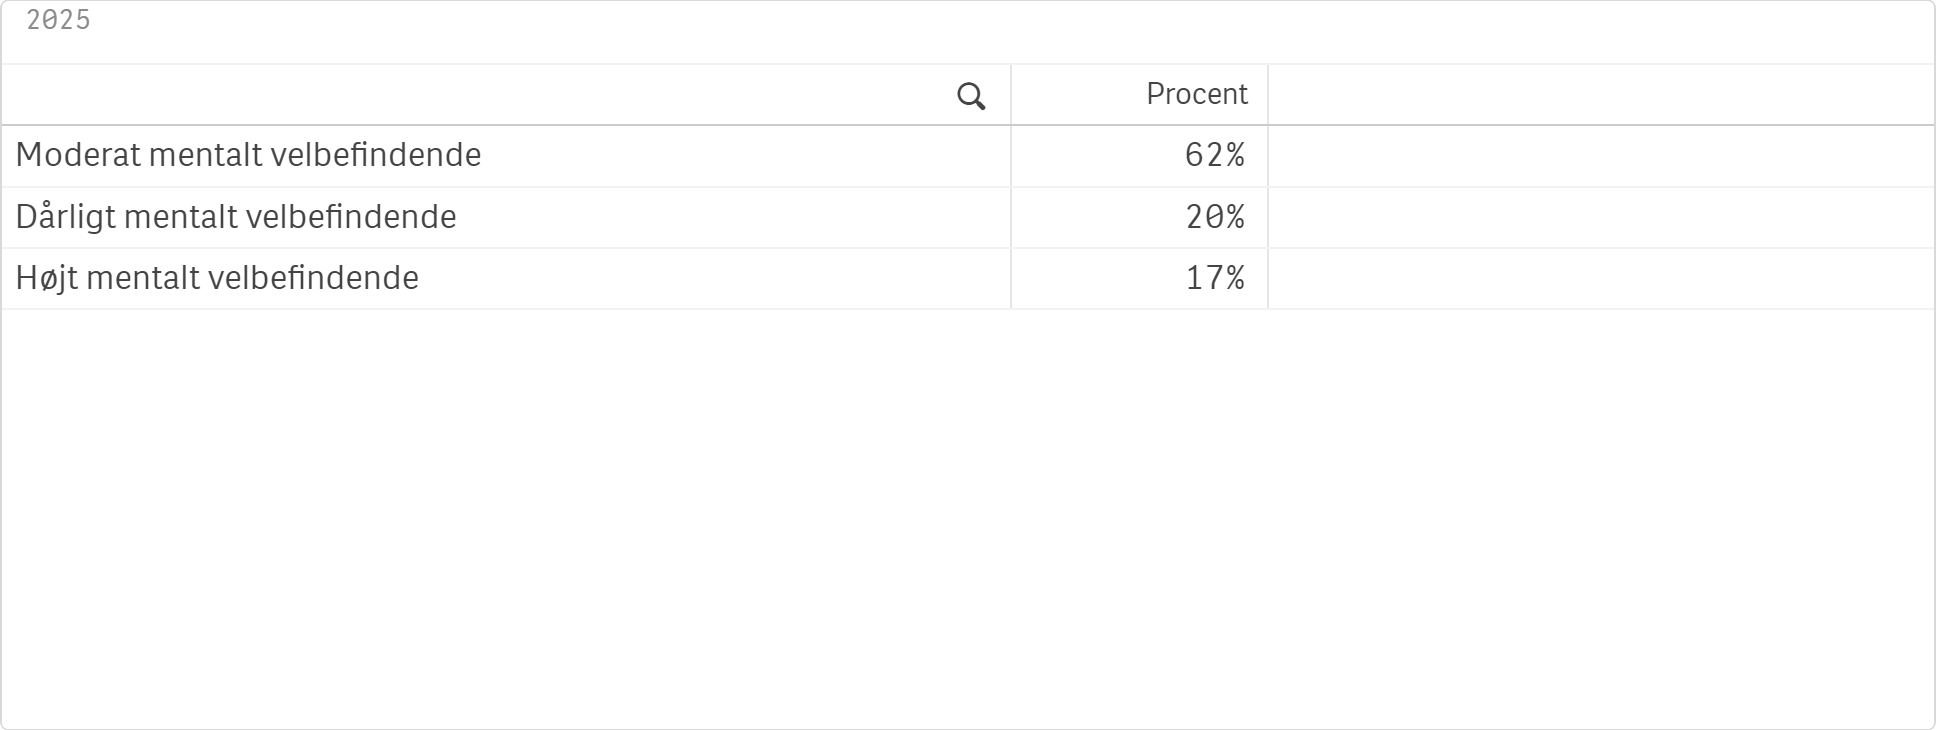 2025
Procent
Moderat mentalt velbefindende 62%
Dårligt mentalt velbefindende 20%
Højt mentalt velbefindende 17%